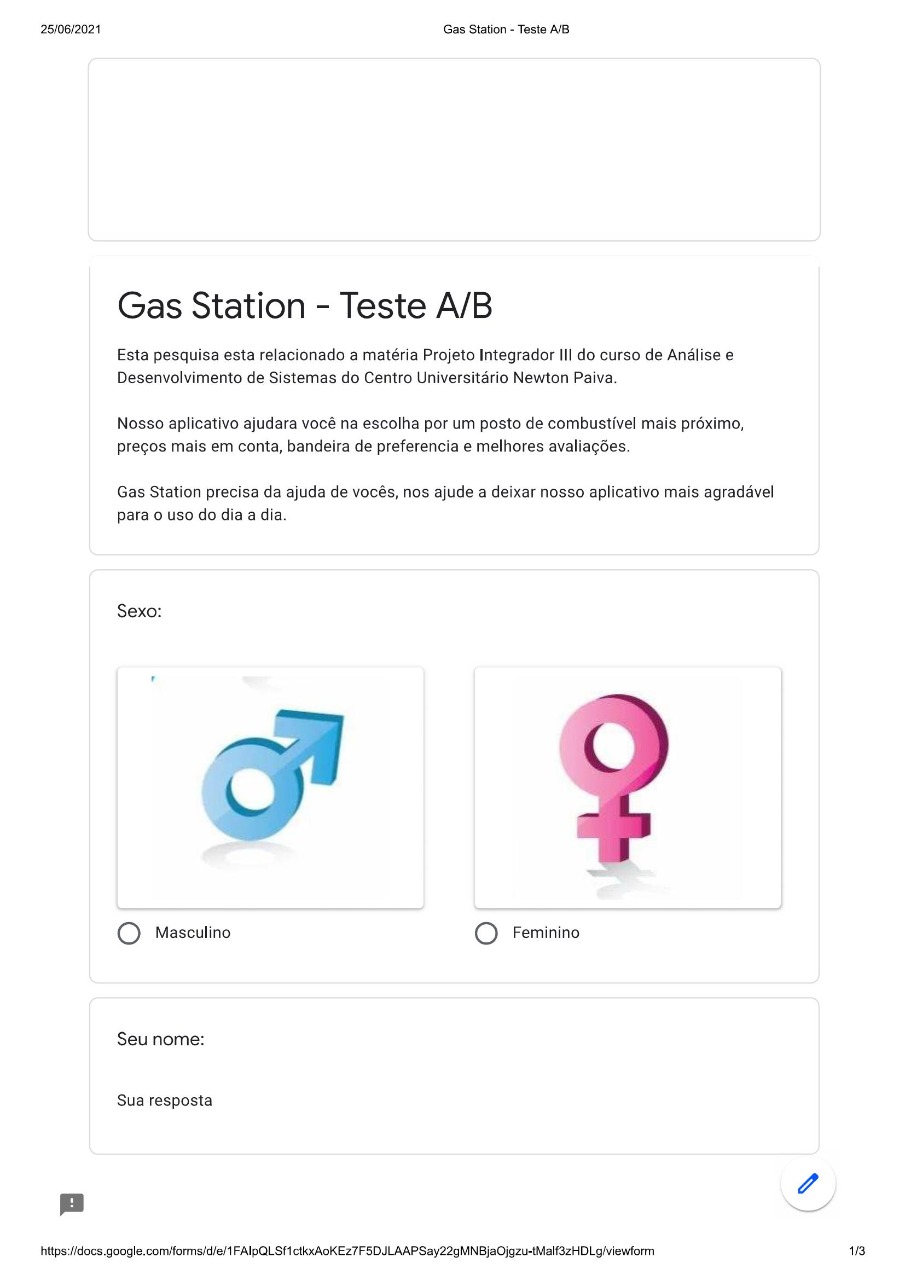 25/06/2021
Gas Station - Teste A/B
Gas Station - Teste A/B
Esta pesquisa esta relacionado a matéria Projeto Integrador III do curso de Análise e
Desenvolvimento de Sistemas do Centro Universitário Newton Paiva.
Nosso aplicativo ajudara você na escolha por um posto de combustível mais próximo,
preços mais em conta, bandeira de preferencia e melhores avaliações.
Gas Station precisa da ajuda de vocês, nos ajude a deixar nosso aplicativo mais agradável
para o uso do dia a dia.
Sexo:
Masculino
Feminino
Seu nome:
Sua resposta
https://docs.google.com/forms/d/e/1FAIpQLSf1ctkxAoKEz7F5DJLAAPSay22gMNBjaOjgzu-tMalf3zHDLg/viewform
1/3